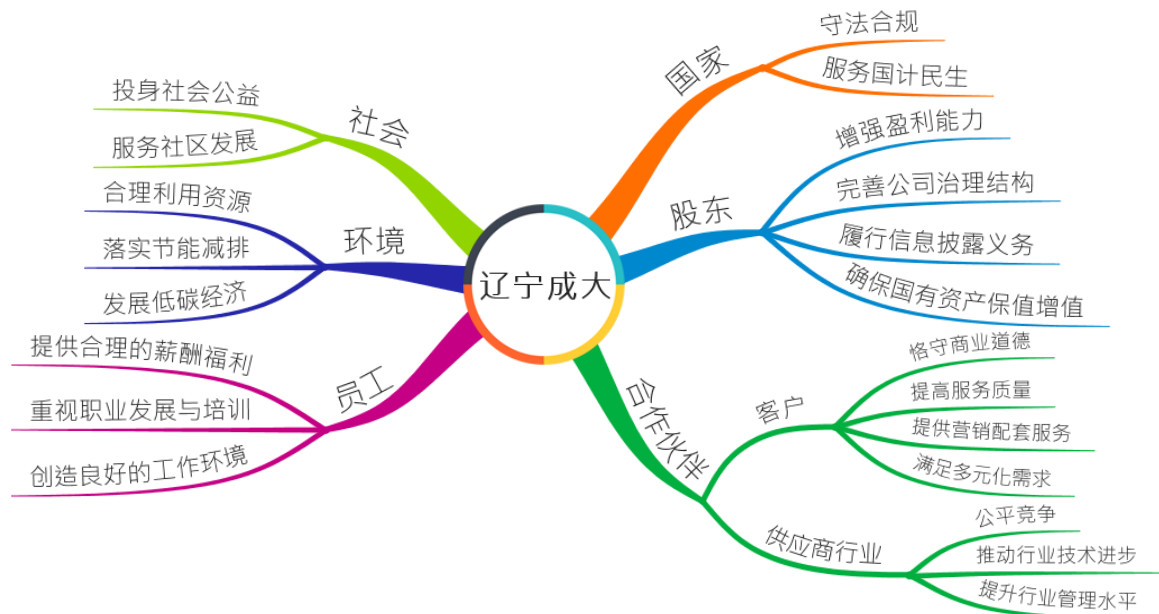 辽宁成大
国家
守法合规
服务国计民生
股东
增强盈利能力
完善公司治理结构
履行信息披露义务
确保国有资产保值增值
合作伙伴
客户
恪守商业道德
提高服务质量
提供营销配套服务
满足多元化需求
供应商行业
公平竞争
推动行业技术进步
提升行业管理水平
社会
投身社会公益
服务社区发展
环境
合理利用资源
落实节能减排
发展低碳经济
员工
提供合理的薪酬福利
重视职业发展与培训
创造良好的工作环境